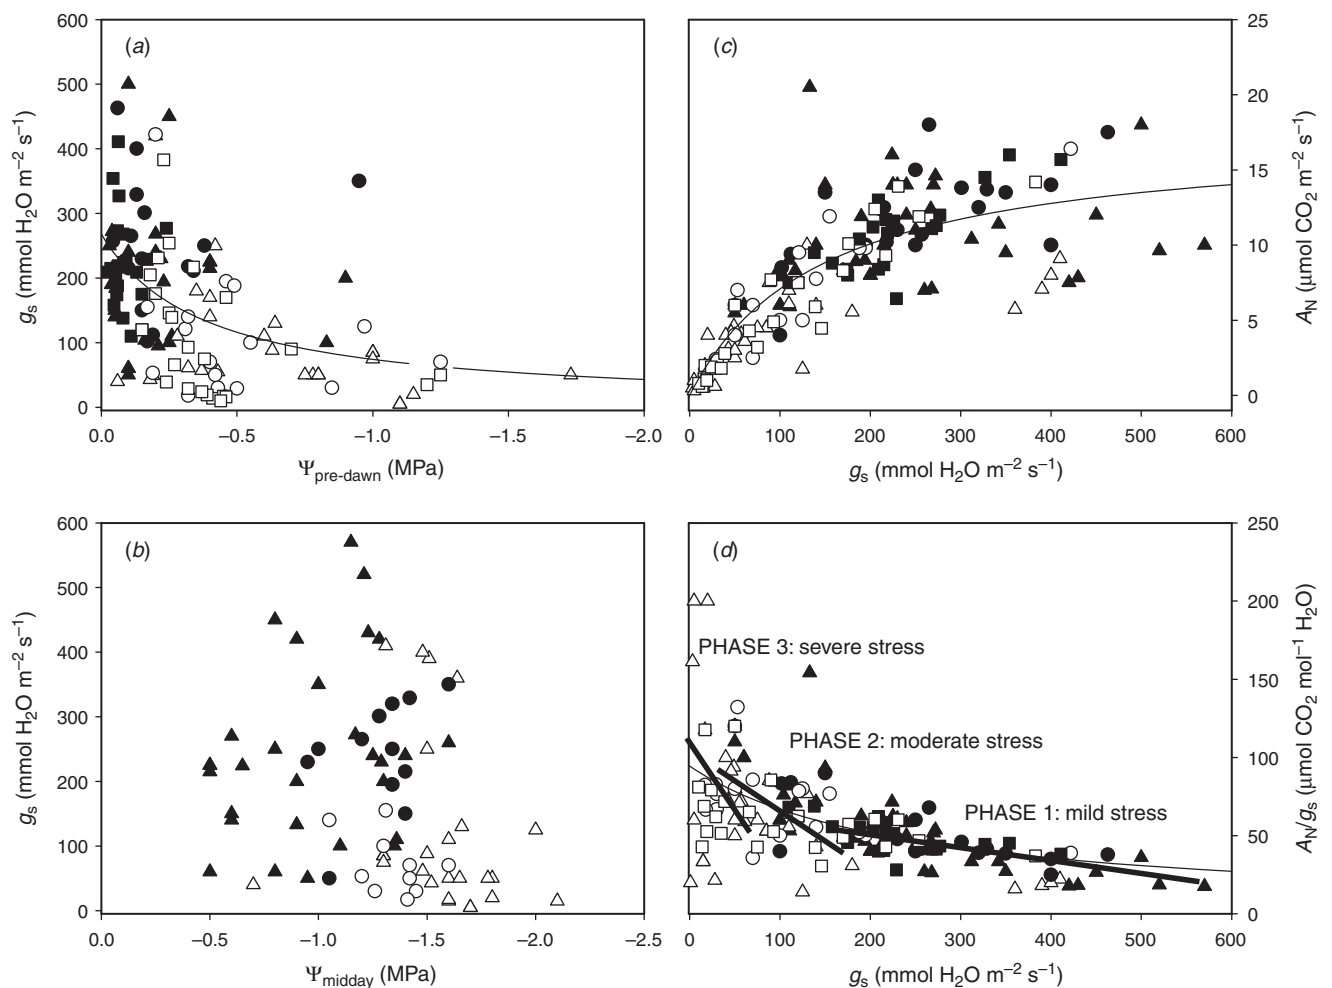 (a)
600
500
400
300
200
100
0
gs (mmol H2O m−2 s−1)
0.0 −0.5 −1.0 −1.5 −2.0
Ψpre-dawn (MPa)
(c)
25
20
15
10
5
0
AN (µmol CO2 m−2 s−1)
0 100 200 300 400 500 600
gs (mmol H2O m−2 s−1)
(b)
600
500
400
300
200
100
0
gs (mmol H2O m−2 s−1)
0.0 −0.5 −1.0 −1.5 −2.0 −2.5
Ψmidday (MPa)
(d)
250
200
150
100
50
0
AN/gs (µmol CO2 mol−1 H2O)
PHASE 3: severe stress
PHASE 2: moderate stress
PHASE 1: mild stress
0 100 200 300 400 500 600
gs (mmol H2O m−2 s−1)